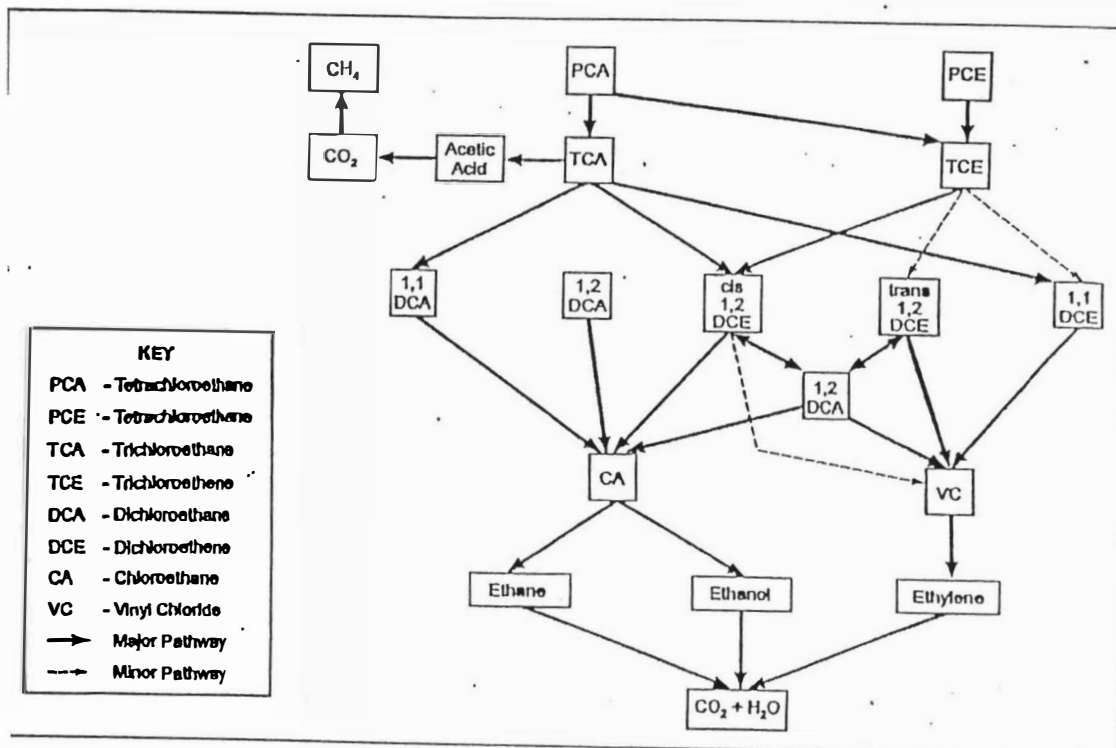 CH₄
PCA
PCE
CO₂
Acetic
Acid
TCA
TCE
1,1
DCA
1,2
DCA
cis
1,2
DCE
trans
1,2
DCE
1,1
DCE
1,2
DCA
CA
VC
Ethane
Ethanol
Ethylene
CO₂ + H₂O
KEY
PCA - Tetrachloroethane
PCE - Tetrachloroethane
TCA - Trichloroethane
TCE - Trichloroethene
DCA - Dichloroethane
DCE - Dichloroethene
CA - Chloroethane
VC - Vinyl Chloride
Major Pathway
Minor Pathway